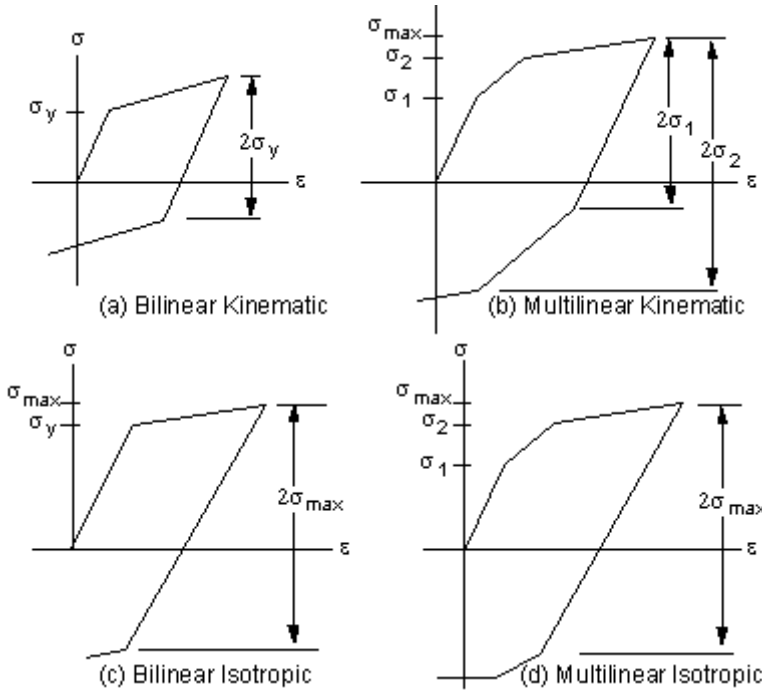 σ
σy
2σy
ε
(a) Bilinear Kinematic
σmax
σ2
σ1
2σ1
2σ2
ε
(b) Multilinear Kinematic
σ
σmax
σy
2σmax
ε
(c) Bilinear Isotropic
σ
σmax
σ2
σ1
2σmax
ε
(d) Multilinear Isotropic